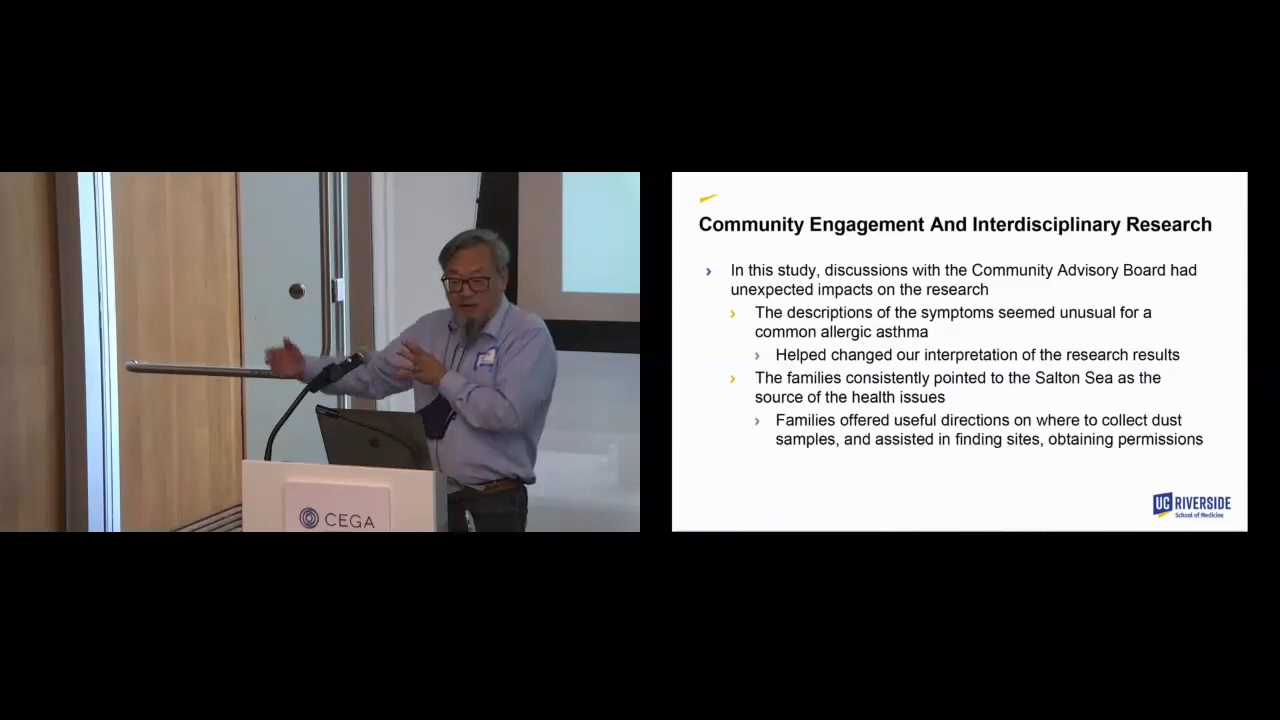 CEGA
Community Engagement And Interdisciplinary Research
› In this study, discussions with the Community Advisory Board had
unexpected impacts on the research
› The descriptions of the symptoms seemed unusual for a
common allergic asthma
› Helped changed our interpretation of the research results
› The families consistently pointed to the Salton Sea as the
source of the health issues
› Families offered useful directions on where to collect dust
samples, and assisted in finding sites, obtaining permissions
UC RIVERSIDE
School of Medicine